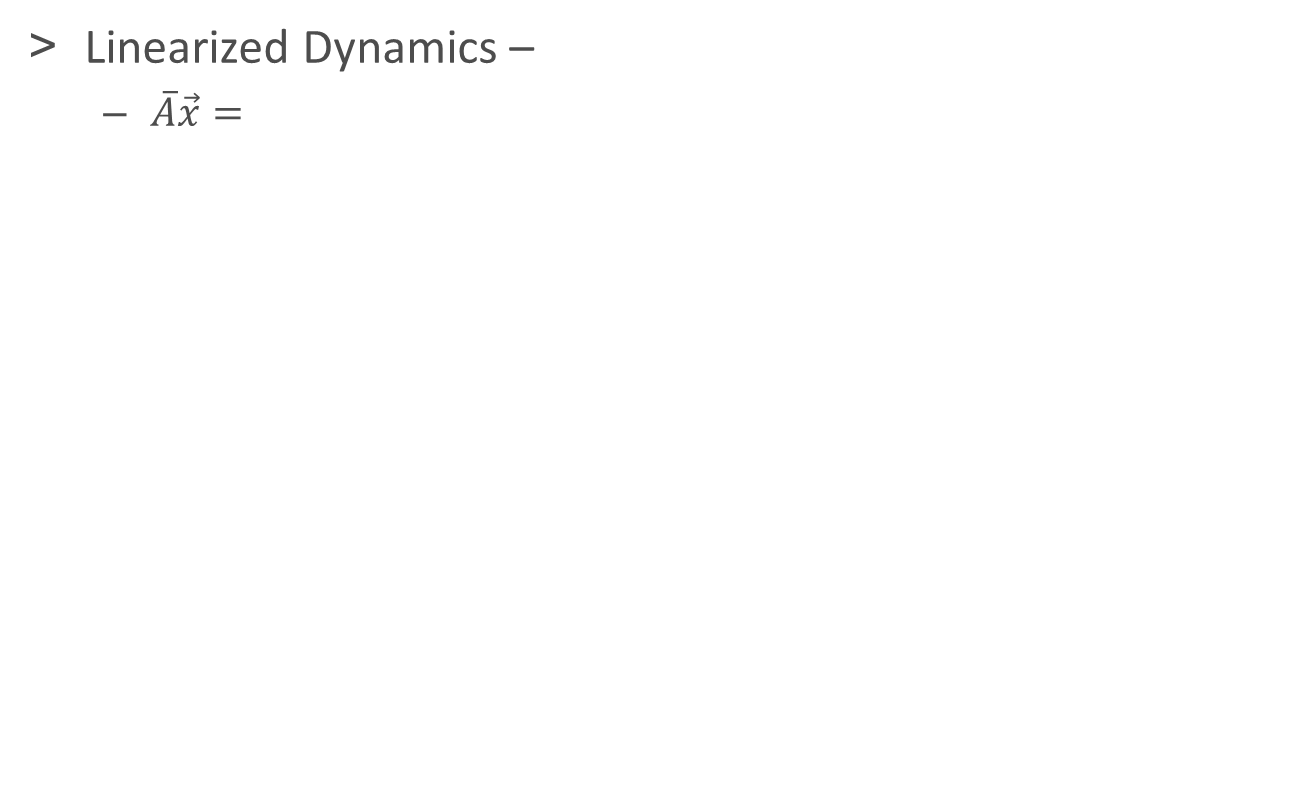 > Linearized Dynamics –
– A̅x⃗ =